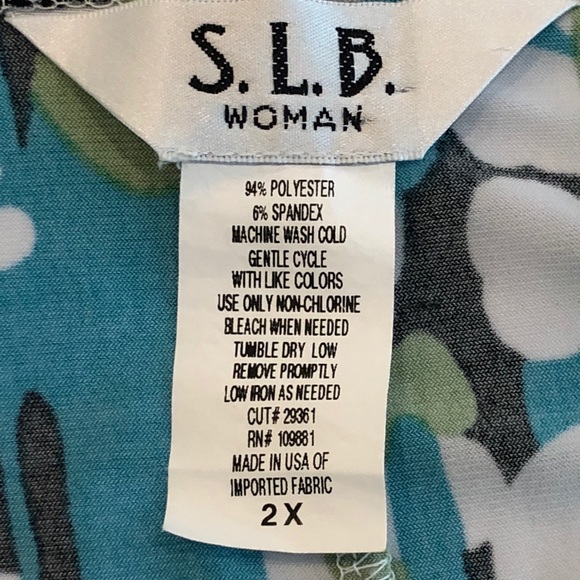 S.L.B.
WOMAN
94% POLYESTER
6% SPANDEX
MACHINE WASH COLD
GENTLE CYCLE
WITH LIKE COLORS
USE ONLY NON-CHLORINE
BLEACH WHEN NEEDED
TUMBLE DRY LOW
REMOVE PROMPTLY
LOW IRON AS NEEDED
CUT# 29361
RN# 109881
MADE IN USA OF
IMPORTED FABRIC
2X